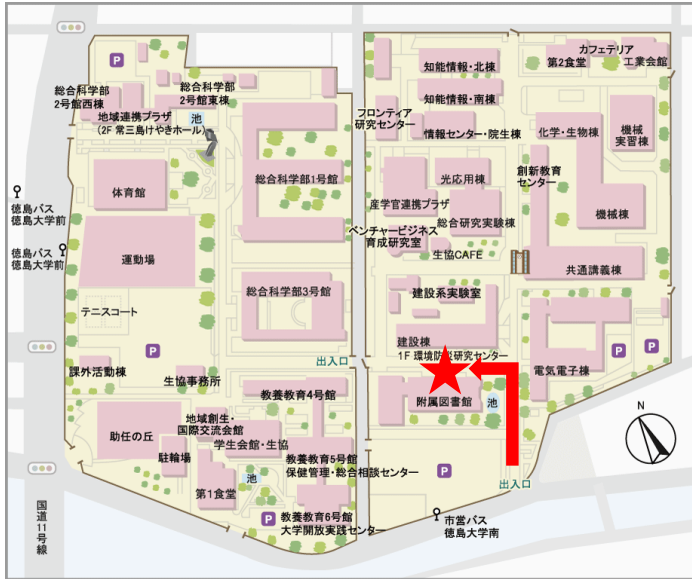 P
総合科学部
2号館西棟
総合科学部
2号館東棟
地域連携プラザ
(2F 常三島けやきホール)
池
体育館
総合科学部1号館
徳島バス
徳島大学前
徳島バス
徳島大学前
運動場
テニスコート
総合科学部3号館
P
課外活動棟
生協事務所
出入口
教養教育4号館
助任の丘
地域創生・
国際交流会館
学生会館・生協
駐輪場
教養教育5号館
保健管理・総合相談センター
第1食堂
池
P
教養教育6号館
大学開放実践センター
国道11号線
知能情報・北棟
知能情報・南棟
フロンティア
研究センター
情報センター・院生棟
カフェテリア
第2食堂
工業会館
化学・生物棟
機械
実習棟
光応用棟
創新教育
センター
産学官連携プラザ
総合研究実験棟
機械棟
ベンチャービジネス
育成研究室
生協CAFE
共通講義棟
建設系実験室
建設棟
1F 環境防災研究センター
電気電子棟
P
P
附属図書館
池
P
出入口
市営バス
徳島大学南
N